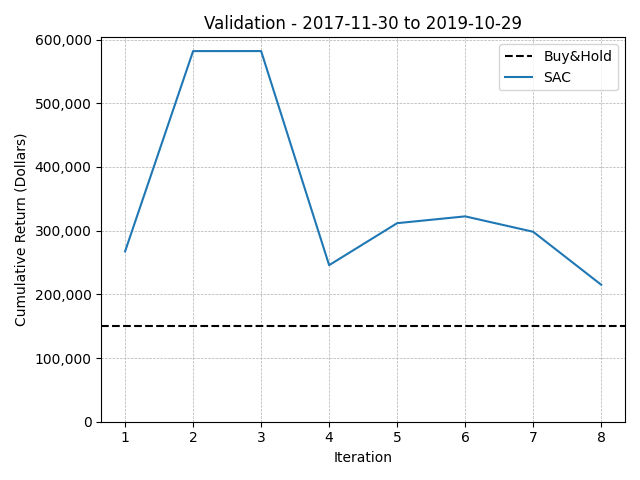 Validation - 2017-11-30 to 2019-10-29
600,000
500,000
400,000
300,000
200,000
100,000
0
Cumulative Return (Dollars)
Buy&Hold
SAC
1 2 3 4 5 6 7 8
Iteration